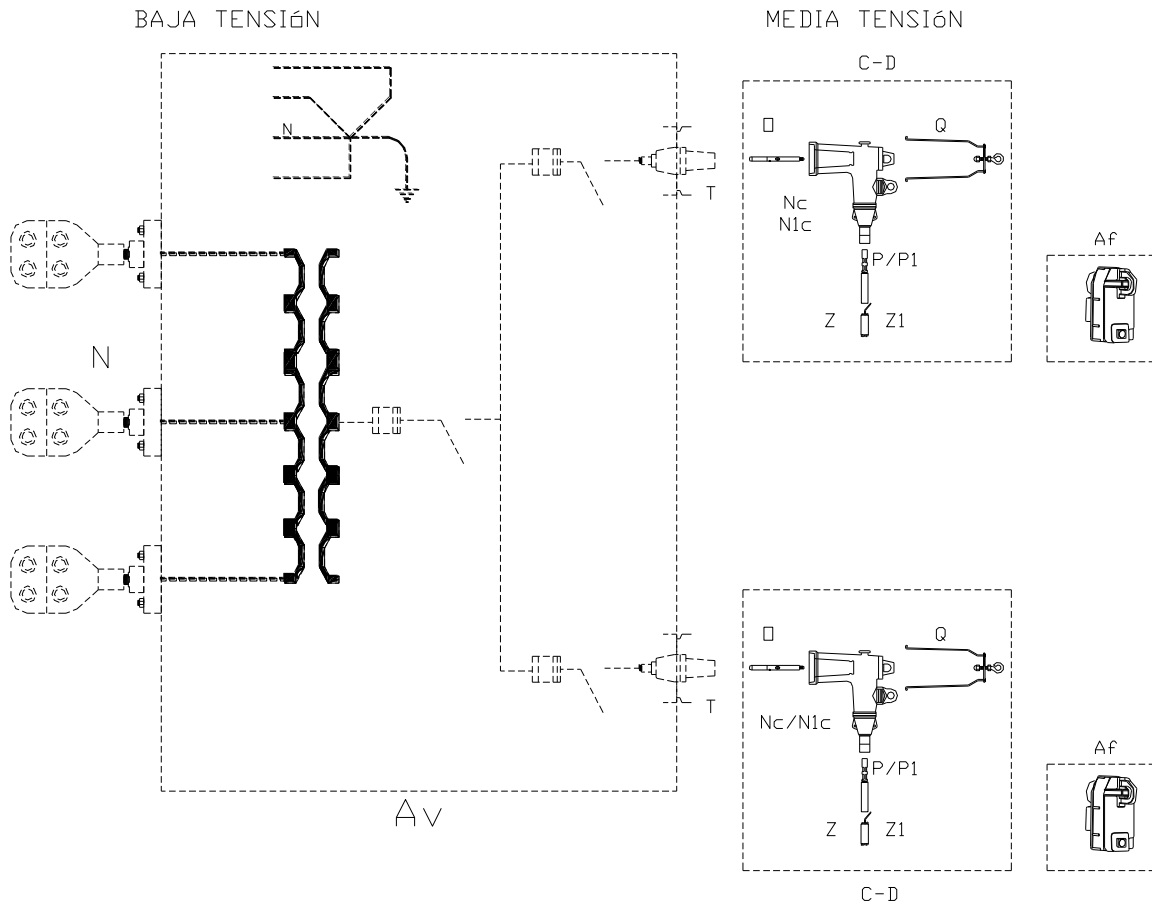 BAJA TENSIóN
MEDIA TENSIóN
C-D
N
Q
T
Nc
N1c
P/P1
Z Z1
Af
N
Q
T
Nc/N1c
P/P1
Z Z1
Af
Av
C-D